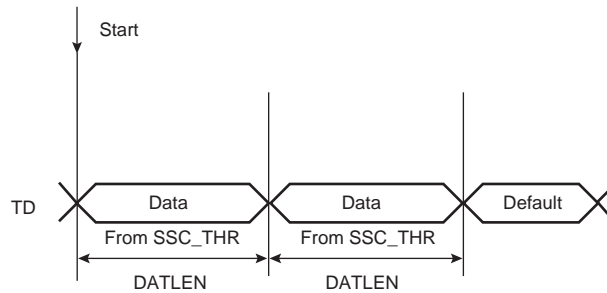 Start
TD
Data
Data
Default
From SSC_THR
From SSC_THR
DATLEN
DATLEN